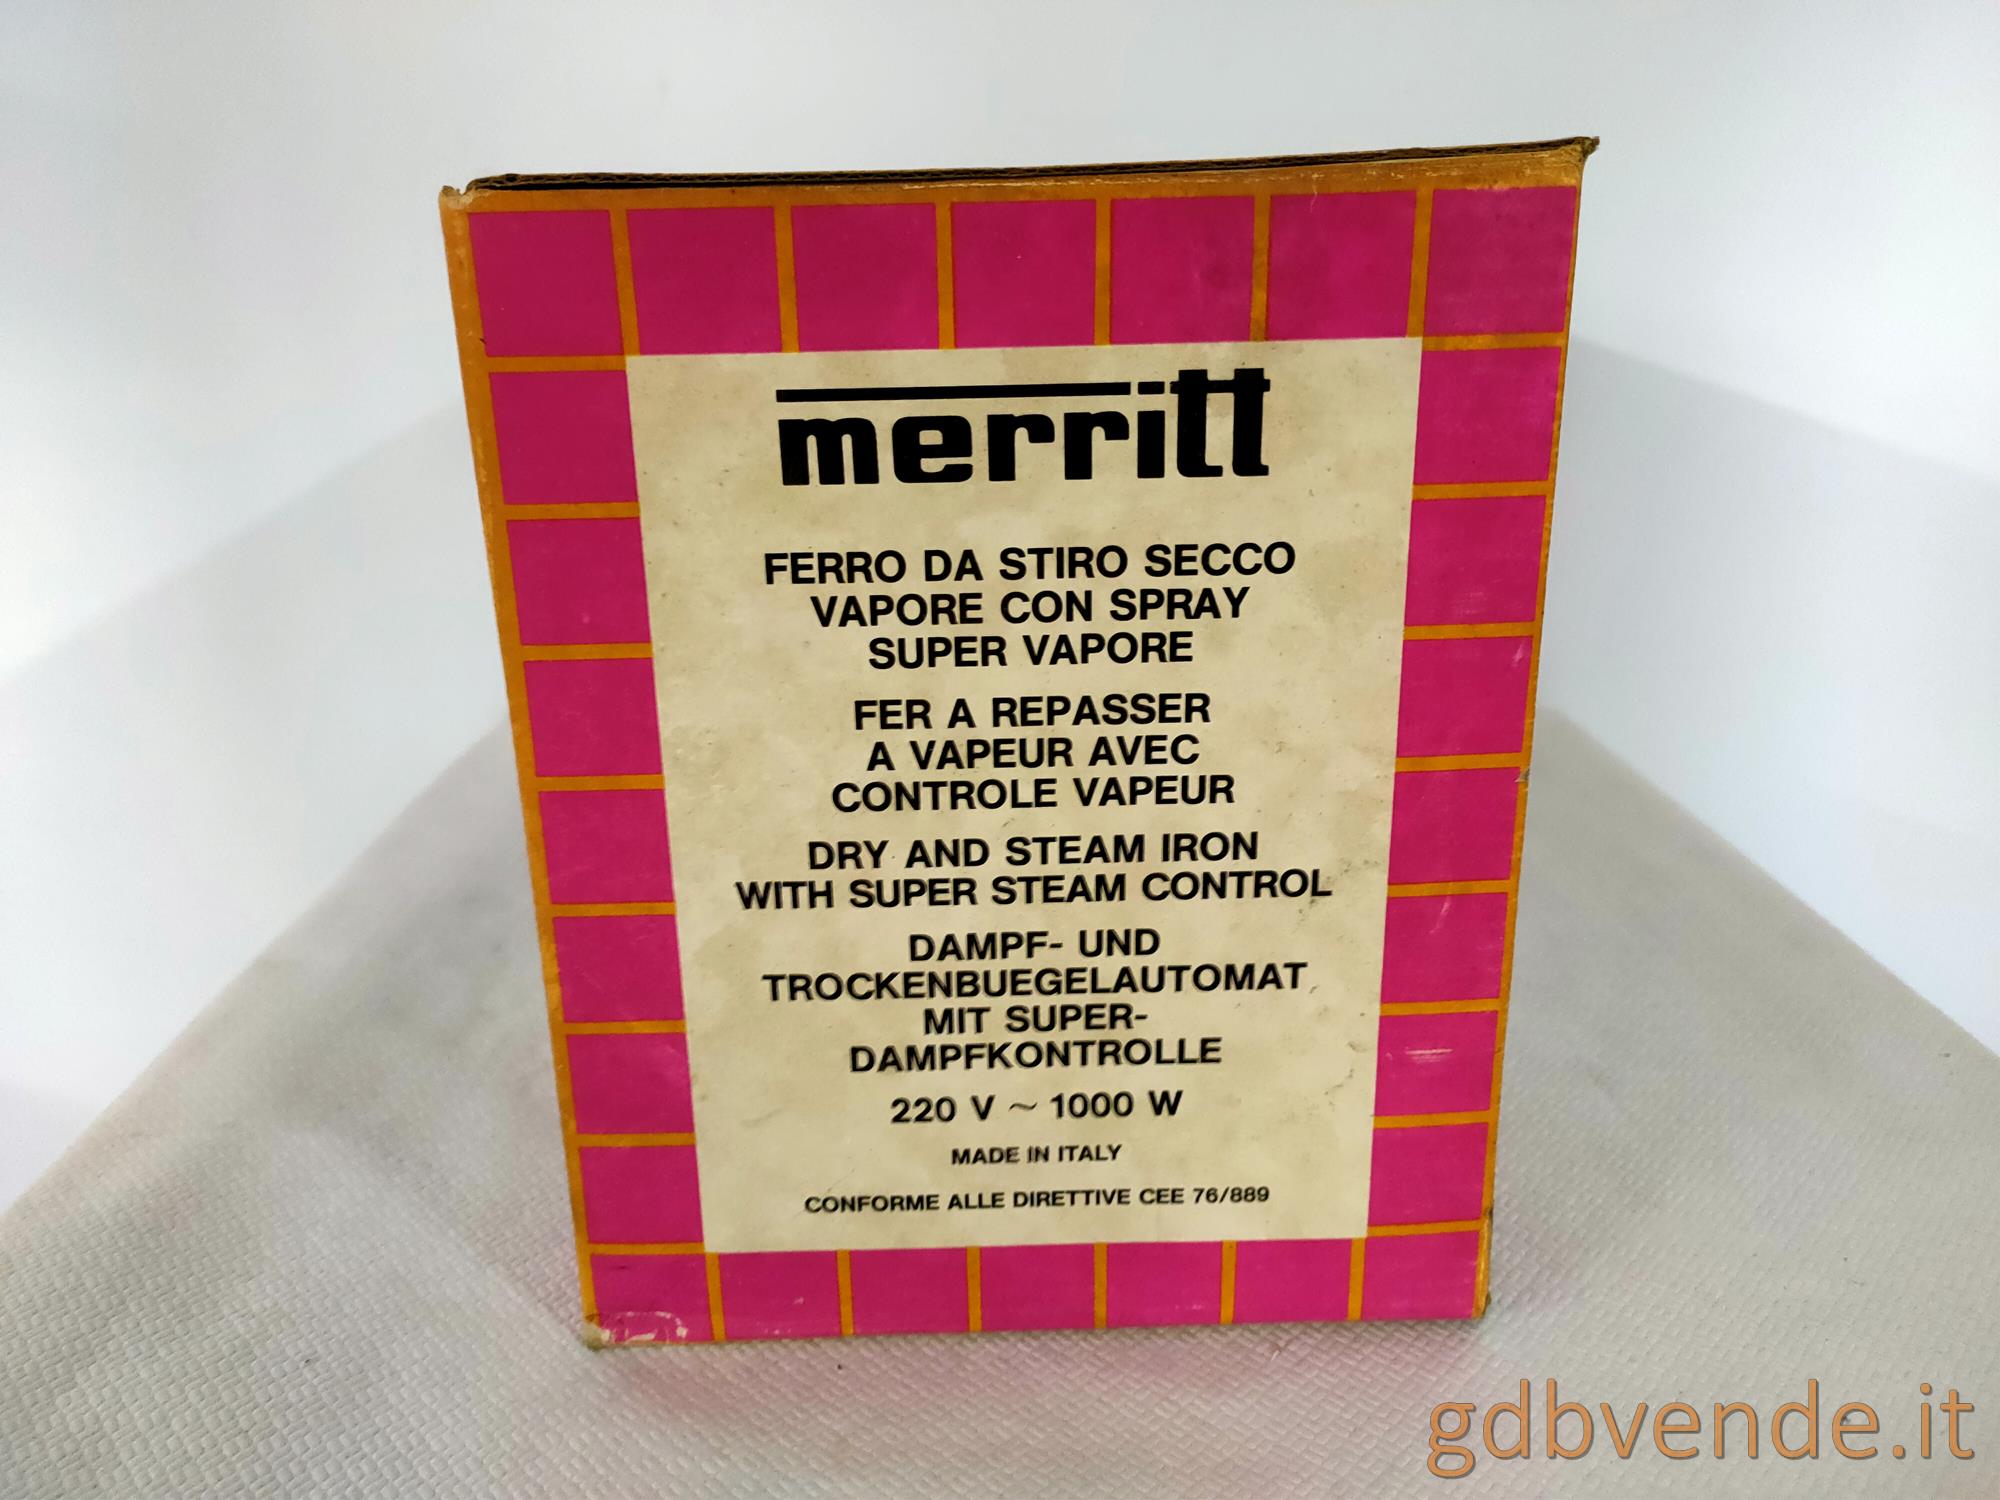 merritt
FERRO DA STIRO SECCO
VAPORE CON SPRAY
SUPER VAPORE
FER A REPASSER
A VAPEUR AVEC
CONTROLE VAPEUR
DRY AND STEAM IRON
WITH SUPER STEAM CONTROL
DAMPF- UND
TROCKENBUEGELAUTOMAT
MIT SUPER-
DAMPFKONTROLLE
220 V ~ 1000 W
MADE IN ITALY
CONFORME ALLE DIRETTIVE CEE 76/889
gdbvende.it